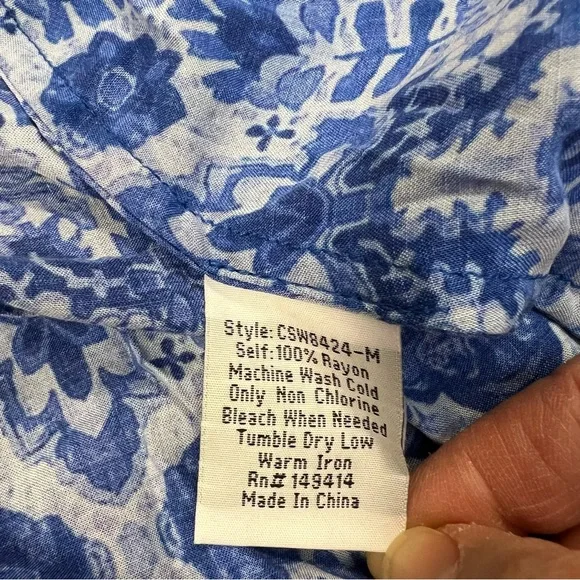 Style:CSW8424-M
Self:100% Rayon
Machine Wash Cold
Only Non Chlorine
Bleach When Needed
Tumble Dry Low
Warm Iron
Rn# 149414
Made In China